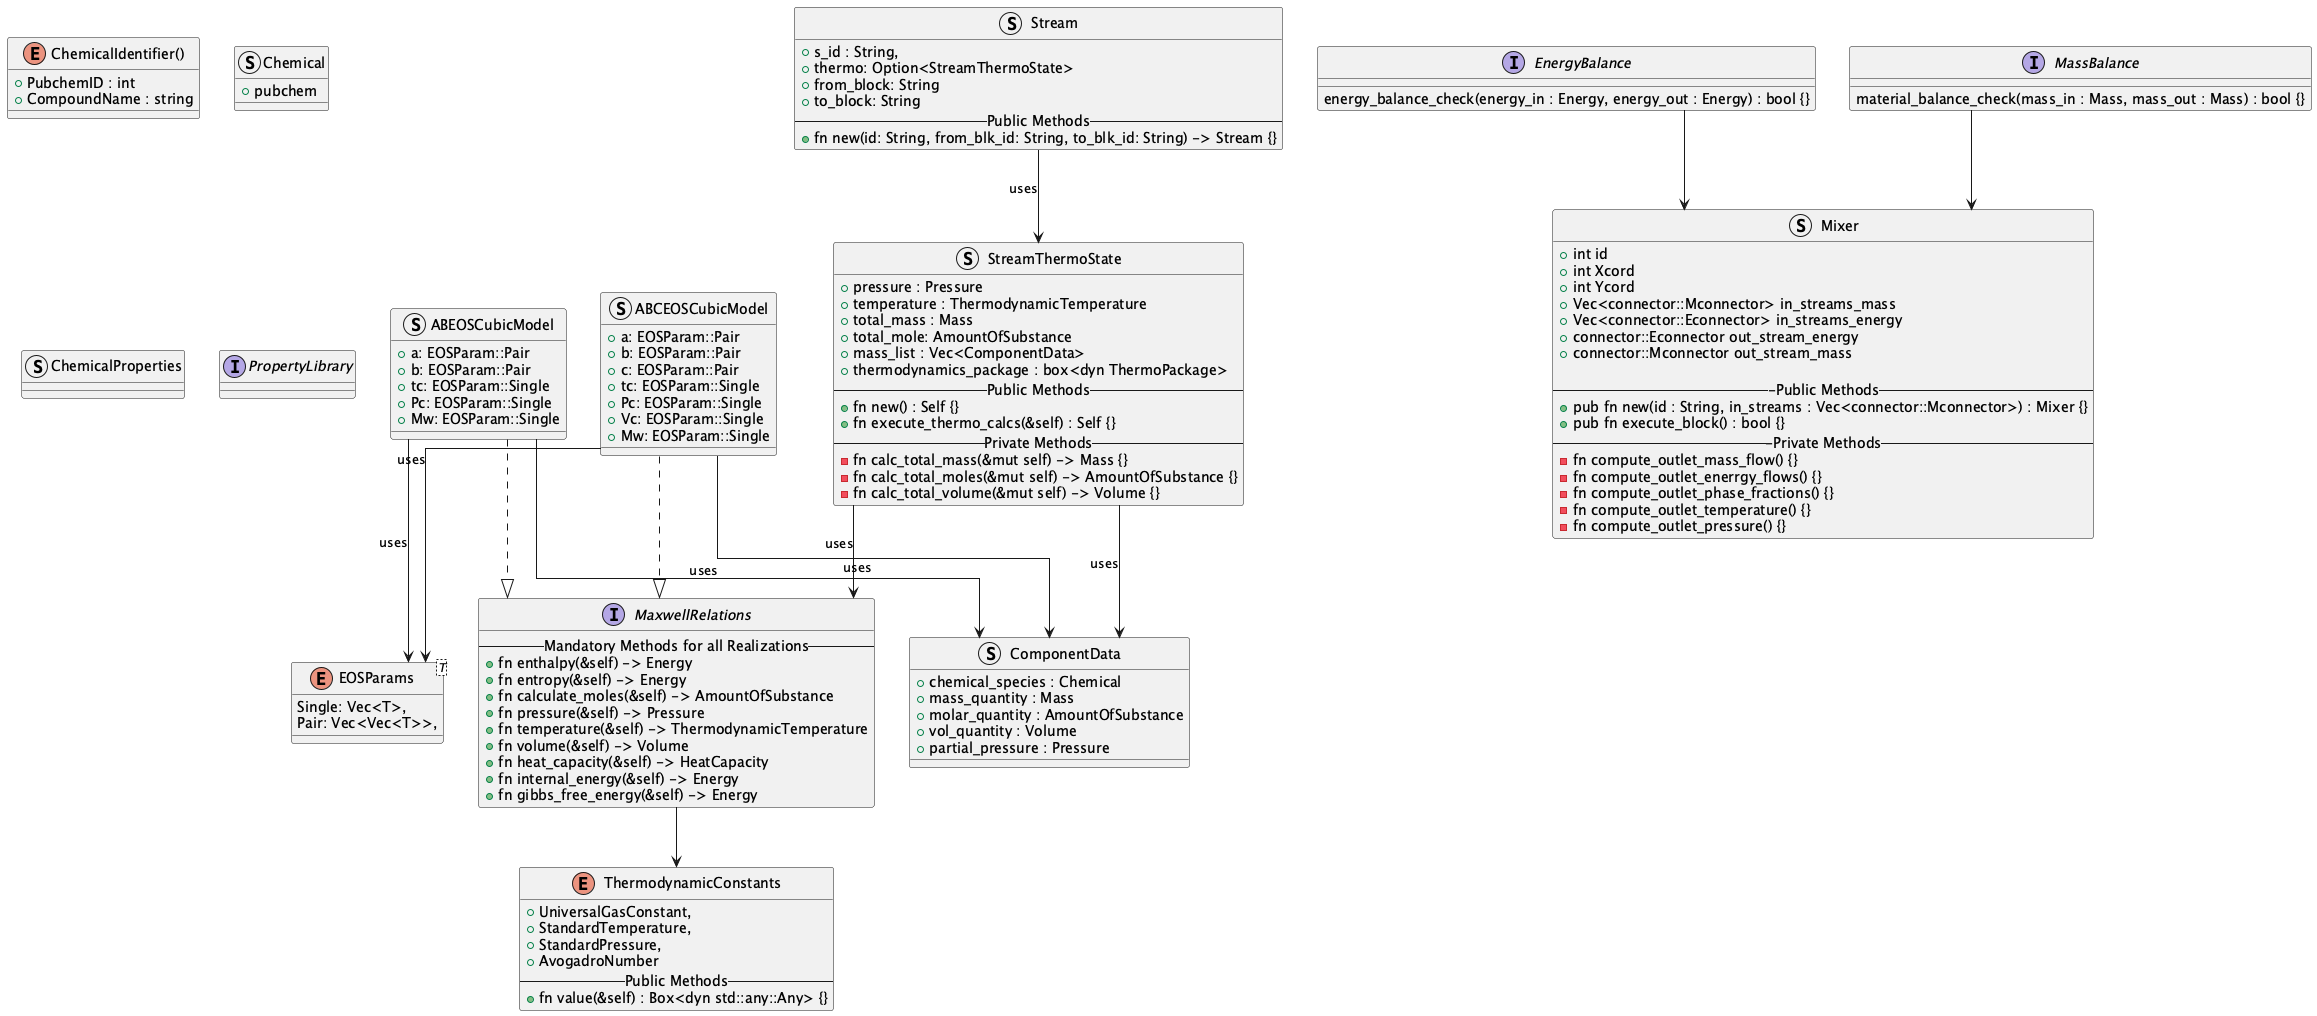 E ChemicalIdentifier()
PubchemID : int
CompoundName : string
S Chemical
pubchem
S Stream
s_id : String,
thermo: Option<StreamThermoState>
from_block: String
to_block: String
Public Methods
fn new(id: String, from_blk_id: String, to_blk_id: String) -> Stream {}
I EnergyBalance
energy_balance_check(energy_in : Energy, energy_out : Energy) : bool {}
I MassBalance
material_balance_check(mass_in : Mass, mass_out : Mass) : bool {}
uses
S ChemicalProperties
I PropertyLibrary
S ABEOSCubicModel
a: EOSParam::Pair
b: EOSParam::Pair
tc: EOSParam::Single
Pc: EOSParam::Single
Mw: EOSParam::Single
S ABCEOSCubicModel
a: EOSParam::Pair
b: EOSParam::Pair
c: EOSParam::Pair
tc: EOSParam::Single
Pc: EOSParam::Single
Vc: EOSParam::Single
Mw: EOSParam::Single
S StreamThermoState
pressure : Pressure
temperature : ThermodynamicTemperature
total_mass : Mass
total_mole: AmountOfSubstance
mass_list : Vec<ComponentData>
thermodynamics_package : box<dyn ThermoPackage>
Public Methods
fn new() : Self {}
fn execute_thermo_calcs(&self) : Self {}
Private Methods
fn calc_total_mass(&mut self) -> Mass {}
fn calc_total_moles(&mut self) -> AmountOfSubstance {}
fn calc_total_volume(&mut self) -> Volume {}
S Mixer
int id
int Xcord
int Ycord
Vec<connector::Mconnector> in_streams_mass
Vec<connector::Econnector> in_streams_energy
connector::Econnector out_stream_energy
connector::Mconnector out_stream_mass
-Public Methods
pub fn new(id : String, in_streams : Vec<connector::Mconnector>) : Mixer {}
pub fn execute_block() : bool {}
-Private Methods
fn compute_outlet_mass_flow() {}
fn compute_outlet_enerrgy_flows() {}
fn compute_outlet_phase_fractions() {}
fn compute_outlet_temperature() {}
fn compute_outlet_pressure() {}
uses
uses
uses
uses
uses
uses
E EOSParams
T
Single: Vec<T>,
Pair: Vec<Vec<T>>,
I MaxwellRelations
Mandatory Methods for all Realizations
fn enthalpy(&self) -> Energy
fn entropy(&self) -> Energy
fn calculate_moles(&self) -> AmountOfSubstance
fn pressure(&self) -> Pressure
fn temperature(&self) -> ThermodynamicTemperature
fn volume(&self) -> Volume
fn heat_capacity(&self) -> HeatCapacity
fn internal_energy(&self) -> Energy
fn gibbs_free_energy(&self) -> Energy
S ComponentData
chemical_species : Chemical
mass_quantity : Mass
molar_quantity : AmountOfSubstance
vol_quantity : Volume
partial_pressure : Pressure
E ThermodynamicConstants
UniversalGasConstant,
StandardTemperature,
StandardPressure,
AvogadroNumber
Public Methods
fn value(&self) : Box<dyn std::any::Any> {}